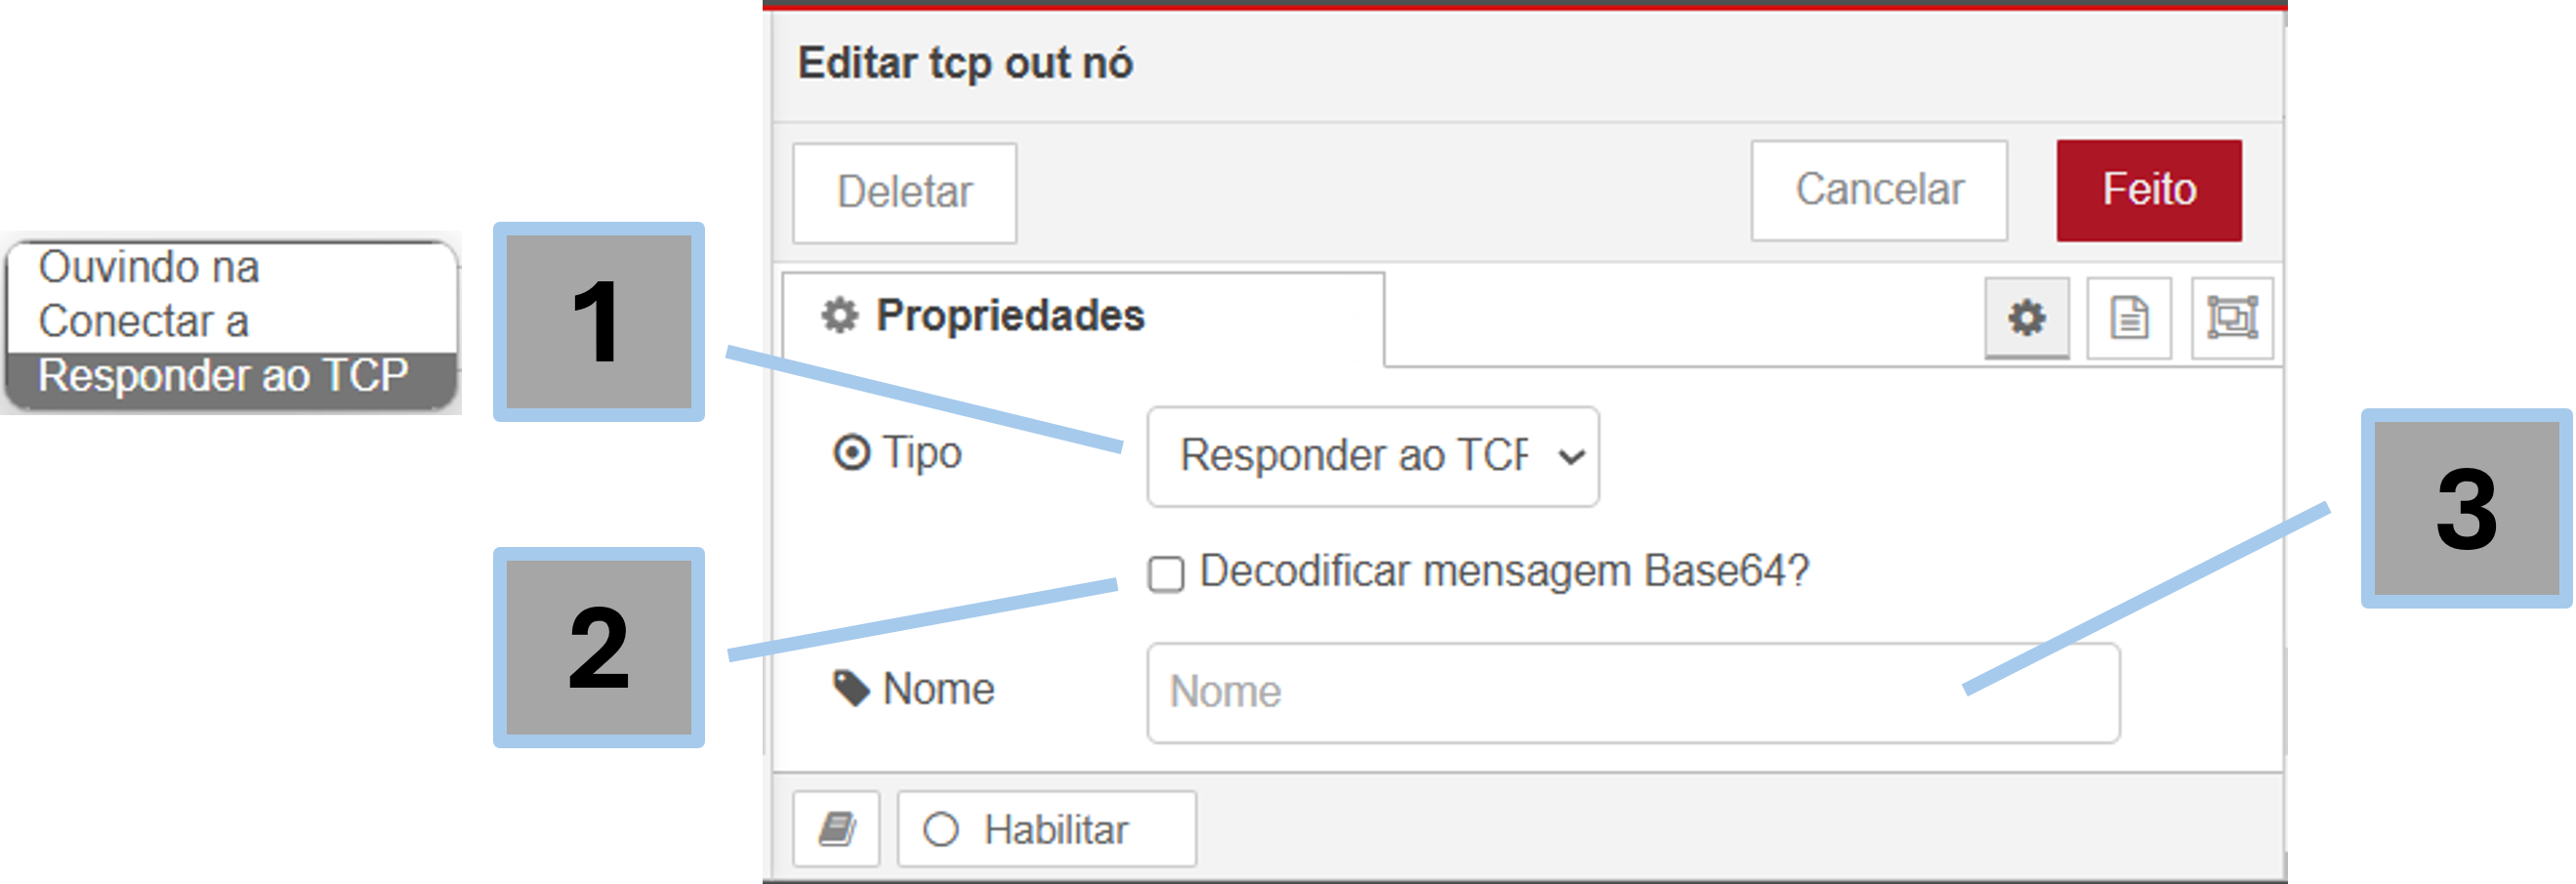 Editar tcp out nó
Deletar
Cancelar
Feito
Ouvindo na
Conectar a
Responder ao TCP
1
Propriedades
Tipo
Responder ao TCP
3
2
Decodificar mensagem Base64?
Nome
Nome
Habilitar